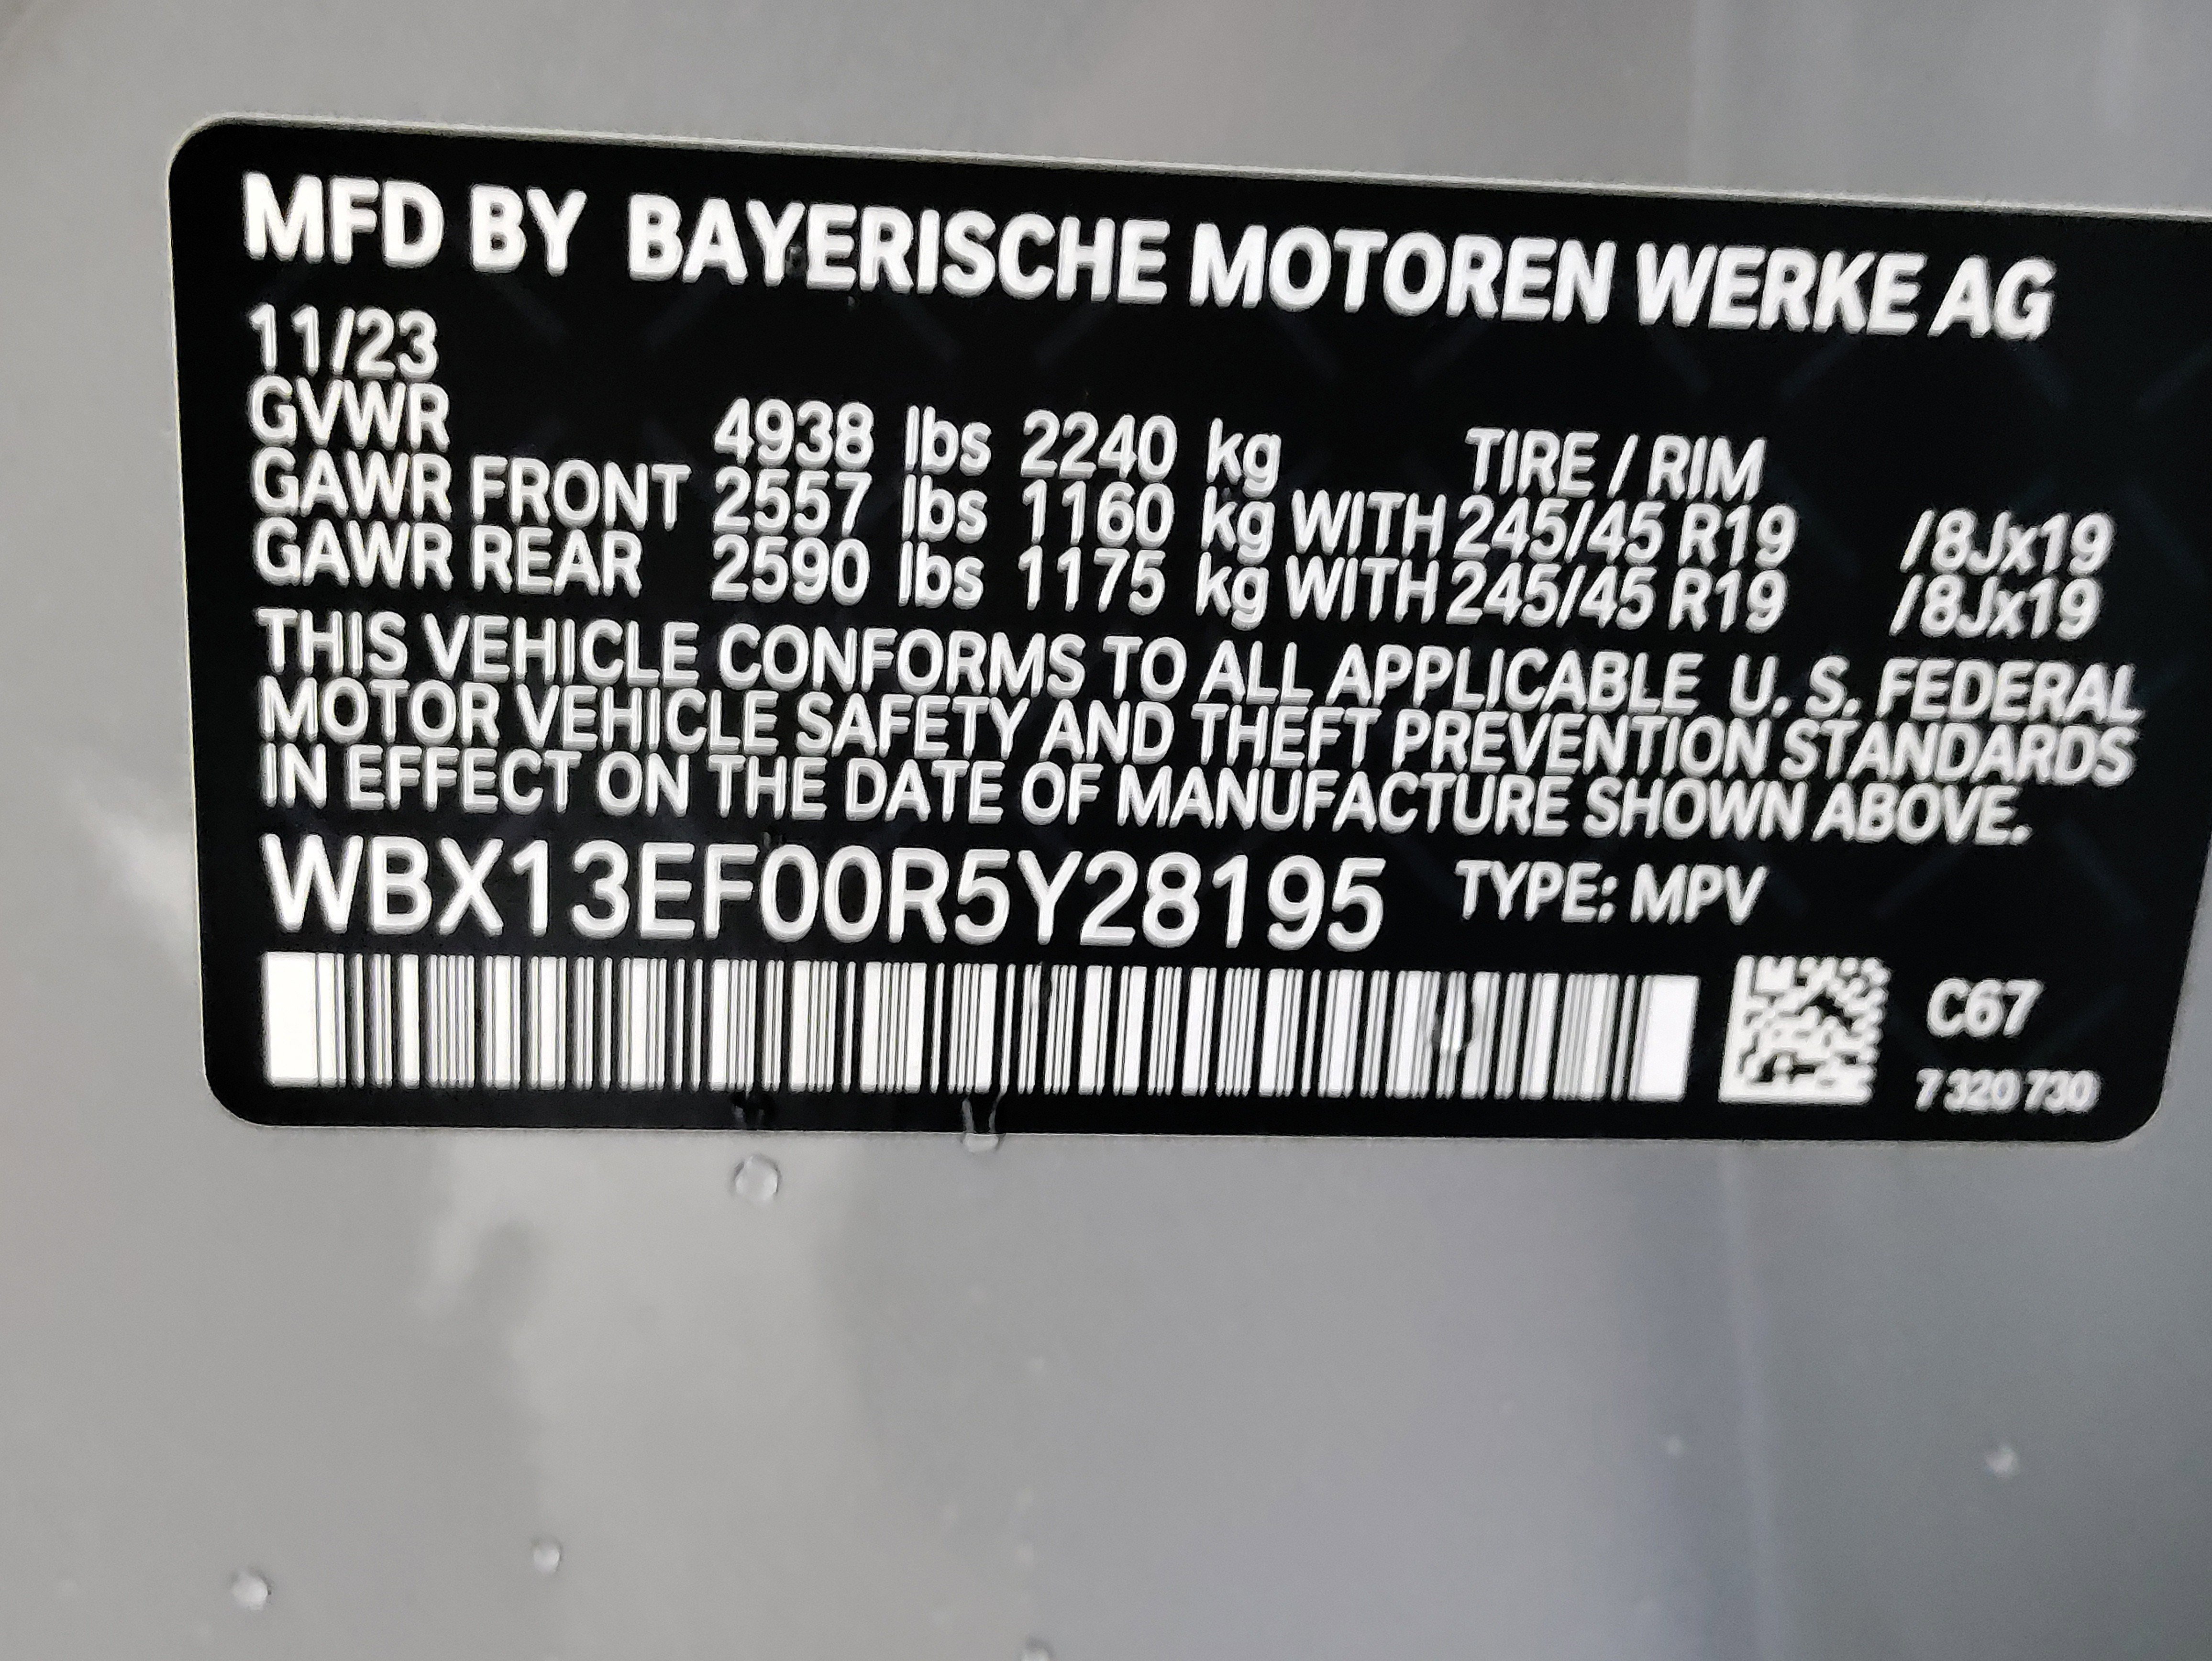 MFD BY BAYERISCHE MOTOREN WERKE AG
11/23
GVWR 4938 lbs 2240 kg TIRE / RIM
GAWR FRONT 2557 lbs 1160 kg WITH 245/45 R19 /8Jx19
GAWR REAR 2590 lbs 1175 kg WITH 245/45 R19 /8Jx19
THIS VEHICLE CONFORMS TO ALL APPLICABLE U. S. FEDERAL
MOTOR VEHICLE SAFETY AND THEFT PREVENTION STANDARDS
IN EFFECT ON THE DATE OF MANUFACTURE SHOWN ABOVE.
WBX13EF00R5Y28195 TYPE: MPV
C67
7 320 730